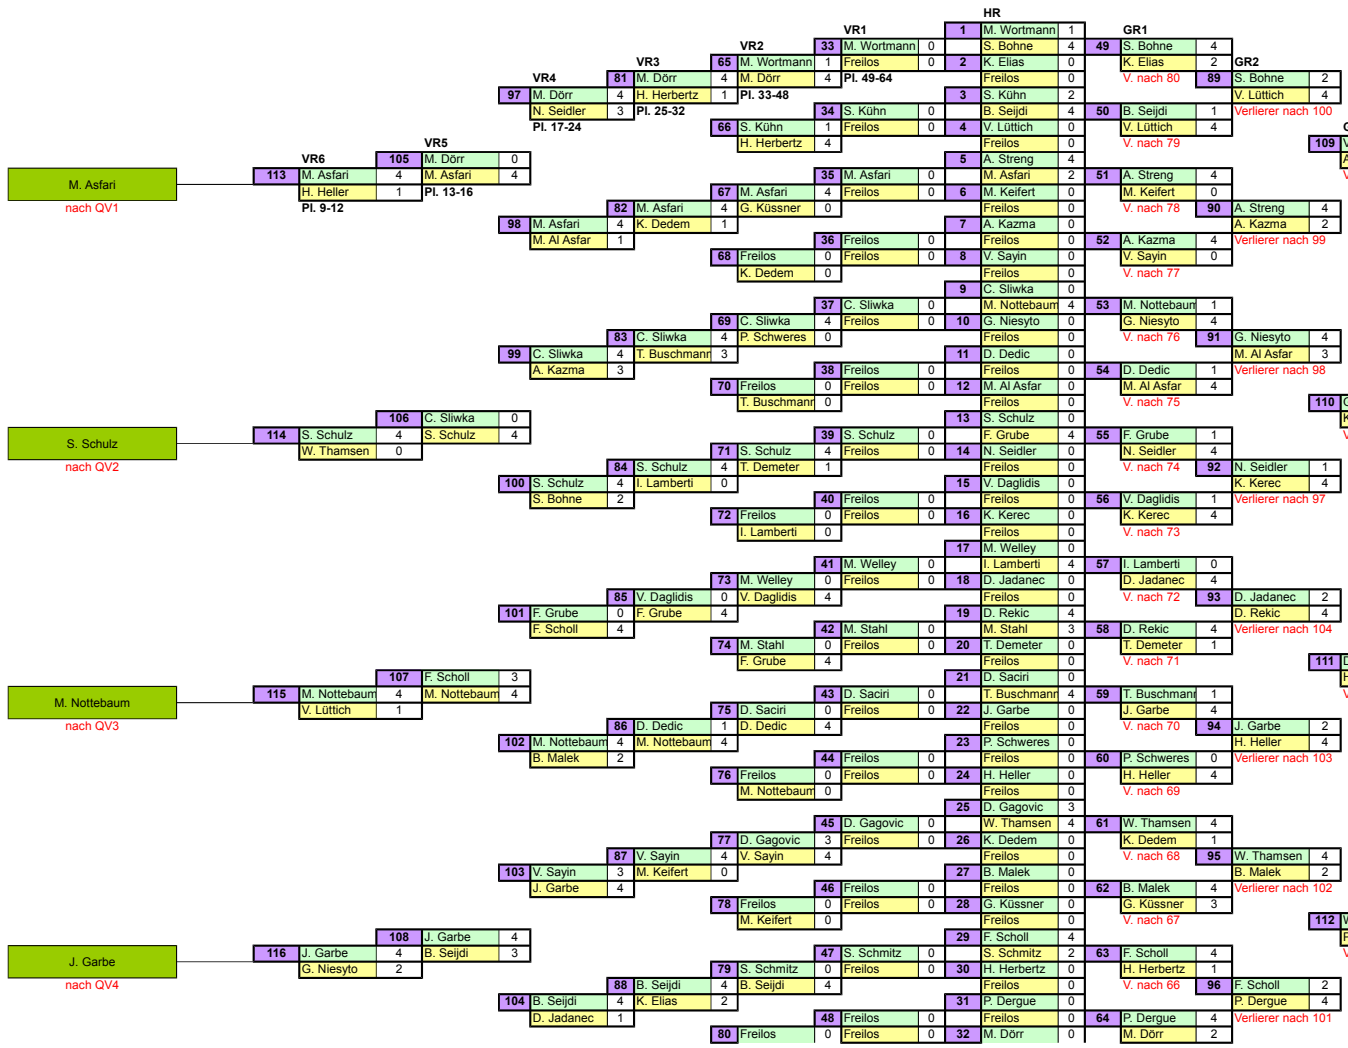 HR
VR1 1 M. Wortmann 1 GR1
VR2 33 M. Wortmann 0 S. Bohne 4 49 S. Bohne 4
VR3 65 M. Wortmann 1 Freilos 0 2 K. Elias 0 K. Elias 2 GR2
VR4 81 M. Dörr 4 M. Dörr 4 Pl. 49-64 Freilos 0 V. nach 80 89 S. Bohne 2
97 M. Dörr 4 H. Herbertz 1 Pl. 33-48 3 S. Kühn 2 V. Lüttich 4
N. Seidler 3 Pl. 25-32 34 S. Kühn 0 B. Seijdi 4 50 B. Seijdi 1 Verlierer nach 100
Pl. 17-24 66 S. Kühn 1 Freilos 0 4 V. Lüttich 0 V. Lüttich 4
VR5 H. Herbertz 4 Freilos 0 V. nach 79 109
VR6 105 M. Dörr 0 5 A. Streng 4
113 M. Asfari 4 M. Asfari 4 35 M. Asfari 0 M. Asfari 2 51 A. Streng 4
M. Asfari H. Heller 1 Pl. 13-16 67 M. Asfari 4 Freilos 0 6 M. Keifert 0 M. Keifert 0
nach QV1 Pl. 9-12 82 M. Asfari 4 G. Küssner 0 Freilos 0 V. nach 78 90 A. Streng 4
98 M. Asfari 4 K. Dedem 1 7 A. Kazma 0 A. Kazma 2
M. Al Asfar 1 36 Freilos 0 Freilos 0 52 A. Kazma 4 Verlierer nach 99
68 Freilos 0 Freilos 0 8 V. Sayin 0 V. Sayin 0
K. Dedem 0 Freilos 0 V. nach 77
9 C. Sliwka 0
37 C. Sliwka 0 M. Nottebaum 4 53 M. Nottebaum 1
69 C. Sliwka 4 Freilos 0 10 G. Niesyto 0 G. Niesyto 4
83 C. Sliwka 4 P. Schweres 0 Freilos 0 V. nach 76 91 G. Niesyto 4
99 C. Sliwka 4 T. Buschmann 3 11 D. Dedic 0 M. Al Asfar 3
A. Kazma 3 38 Freilos 0 Freilos 0 54 D. Dedic 1 Verlierer nach 98
70 Freilos 0 Freilos 0 12 M. Al Asfar 0 M. Al Asfar 4
T. Buschmann 0 Freilos 0 V. nach 75 110
106 C. Sliwka 0 13 S. Schulz 0
114 S. Schulz 4 S. Schulz 4 39 S. Schulz 0 F. Grube 4 55 F. Grube 1
S. Schulz W. Thamsen 0 71 S. Schulz 4 Freilos 0 14 N. Seidler 0 N. Seidler 4
nach QV2 84 S. Schulz 4 T. Demeter 1 Freilos 0 V. nach 74 92 N. Seidler 1
100 S. Schulz 4 I. Lamberti 0 15 V. Daglidis 0 K. Kerec 4
S. Bohne 2 40 Freilos 0 Freilos 0 56 V. Daglidis 1 Verlierer nach 97
72 Freilos 0 Freilos 0 16 K. Kerec 0 K. Kerec 4
I. Lamberti 0 Freilos 0 V. nach 73
17 M. Welley 0
41 M. Welley 0 I. Lamberti 4 57 I. Lamberti 0
73 M. Welley 0 Freilos 0 18 D. Jadanec 0 D. Jadanec 4
85 V. Daglidis 0 V. Daglidis 4 Freilos 0 V. nach 72 93 D. Jadanec 2
101 F. Grube 0 F. Grube 4 19 D. Rekic 4 D. Rekic 4
F. Scholl 4 42 M. Stahl 0 M. Stahl 3 58 D. Rekic 4 Verlierer nach 104
74 M. Stahl 0 Freilos 0 20 T. Demeter 0 T. Demeter 1
F. Grube 4 Freilos 0 V. nach 71 111
107 F. Scholl 3 21 D. Saciri 0
115 M. Nottebaum 4 M. Nottebaum 4 43 D. Saciri 0 T. Buschmann 4 59 T. Buschmann 1
M. Nottebaum V. Lüttich 1 75 D. Saciri 0 Freilos 0 22 J. Garbe 0 J. Garbe 4
nach QV3 86 D. Dedic 1 D. Dedic 4 Freilos 0 V. nach 70 94 J. Garbe 2
102 M. Nottebaum 4 M. Nottebaum 4 23 P. Schweres 0 H. Heller 4
B. Malek 2 44 Freilos 0 Freilos 0 60 P. Schweres 0 Verlierer nach 103
76 Freilos 0 Freilos 0 24 H. Heller 0 H. Heller 4
M. Nottebaum 0 Freilos 0 V. nach 69
25 D. Gagovic 3
45 D. Gagovic 0 W. Thamsen 4 61 W. Thamsen 4
77 D. Gagovic 3 Freilos 0 26 K. Dedem 0 K. Dedem 1
87 V. Sayin 4 V. Sayin 4 Freilos 0 V. nach 68 95 W. Thamsen 4
103 V. Sayin 3 M. Keifert 0 27 B. Malek 0 B. Malek 2
J. Garbe 4 46 Freilos 0 Freilos 0 62 B. Malek 4 Verlierer nach 102
78 Freilos 0 Freilos 0 28 G. Küssner 0 G. Küssner 3
M. Keifert 0 Freilos 0 V. nach 67 112
108 J. Garbe 4 29 F. Scholl 4
116 J. Garbe 4 B. Seijdi 3 47 S. Schmitz 0 S. Schmitz 2 63 F. Scholl 4
J. Garbe G. Niesyto 2 79 S. Schmitz 4 Freilos 0 30 H. Herbertz 0 H. Herbertz 1
nach QV4 88 B. Seijdi 4 B. Seijdi 4 Freilos 0 V. nach 66 96 F. Scholl 2
104 B. Seijdi 4 K. Elias 2 31 P. Dergue 0 P. Dergue 4
D. Jadanec 1 48 Freilos 0 Freilos 0 64 P. Dergue 4 Verlierer nach 101
80 Freilos 0 Freilos 0 32 M. Dörr 0 M. Dörr 2